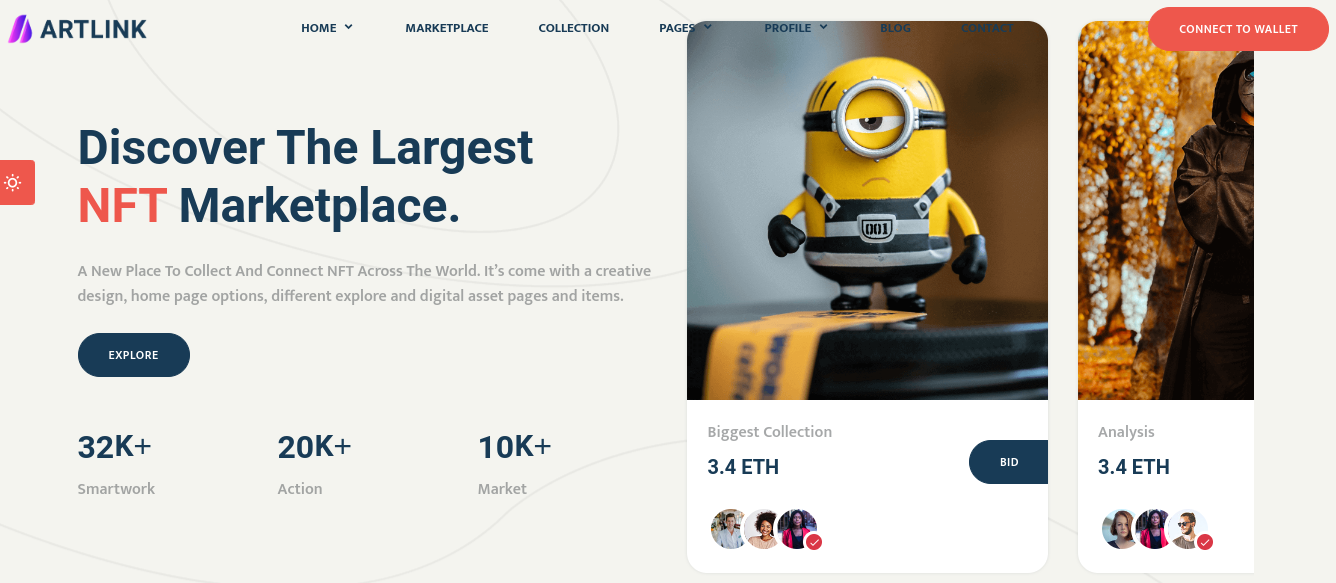 ARTLINK
HOME
MARKETPLACE
COLLECTION
PAGES
PROFILE
BLOG
CONTACT
CONNECT TO WALLET
Discover The Largest
NFT Marketplace.
A New Place To Collect And Connect NFT Across The World. It’s come with a creative
design, home page options, different explore and digital asset pages and items.
EXPLORE
32K+
20K+
10K+
Smartwork
Action
Market
001
Biggest Collection
3.4 ETH
BID
Analysis
3.4 ETH